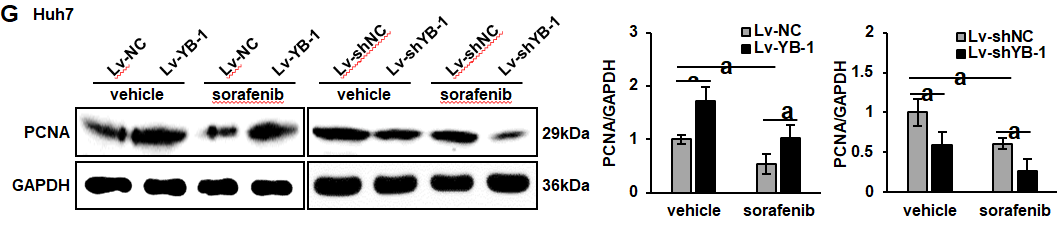 G Huh7
Lv-NC Lv-YB-1 Lv-NC Lv-YB-1 Lv-shNC Lv-shYB-1 Lv-shNC Lv-shYB-1
vehicle sorafenib vehicle sorafenib
PCNA 29kDa
GAPDH 36kDa
PCNA/GAPDH
3
2
1
0
Lv-NC
Lv-YB-1
a
a
a
vehicle sorafenib
PCNA/GAPDH
2
1.5
1
0.5
0
Lv-shNC
Lv-shYB-1
a
a
a
vehicle sorafenib